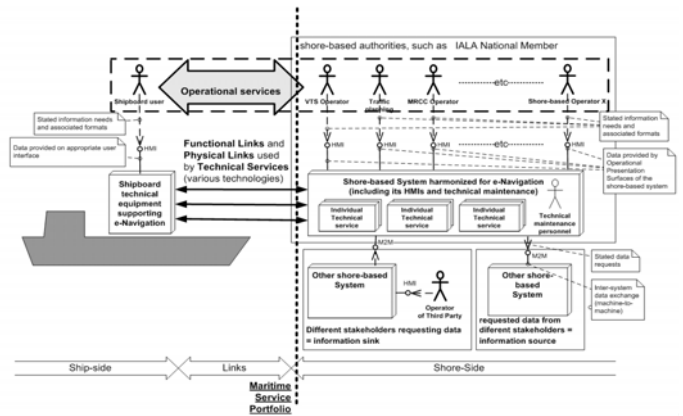 shore-based authorities, such as IALA National Member
Operational services
Shipboard user
VTS Operator
Traffic
planning
MRCC Operator
etc
Shore-based Operator X
Stated information needs
and associated formats
Data provided on appropriate user
interface
HMI
Functional Links and
Physical Links used
by Technical Services
(various technologies)
HMI
HMI
HMI
etc
HMI
Stated information
needs and
associated formats
Data provided by
Operational
Presentation
Surfaces of the
shore-based system
Shipboard
technical
equipment
supporting
e-Navigation
Shore-based System harmonized for e-Navigation
(including its HMIs and technical maintenance)
Individual
Technical
service
Individual
Technical
service
Individual
Technical
service
Technical
maintenance
personnel
M2M
M2M
Stated data
requests
Inter-system
data exchange
(machine-to-
machine)
Other shore-based
System
HMI
Operator
of Third Party
Different stakeholders requesting data
= information sink
Other shore-
based System
requested data from
diferent stakeholders =
information source
Ship-side
Links
Shore-Side
Maritime
Service
Portfolio